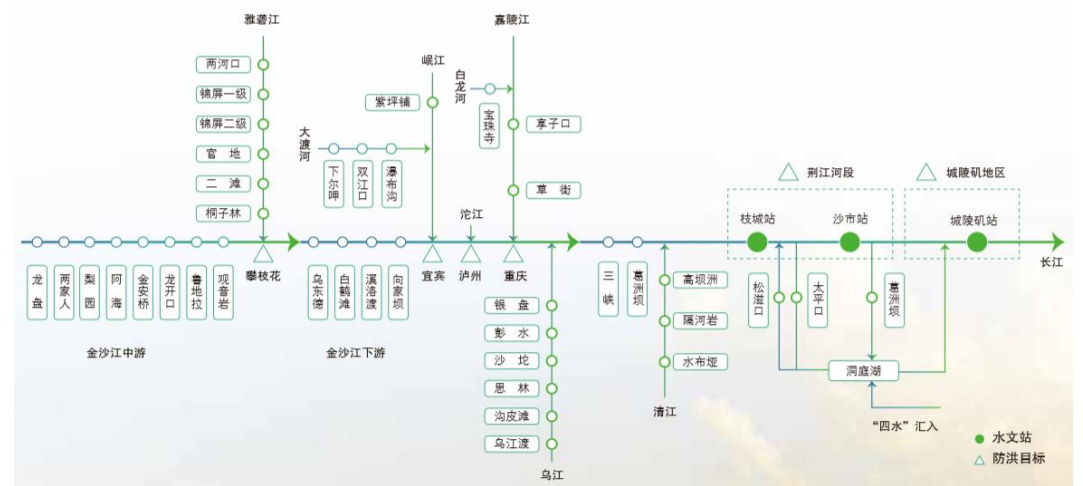 雅砻江
两河口
锦屏一级
锦屏二级
官 地
二 滩
桐子林
攀枝花
龙盘
两家人
梨园
阿海
金安桥
龙开口
鲁地拉
观音岩
金沙江中游
大渡河
下尔呷
双江口
瀑布沟
岷江
紫坪铺
乌东德
白鹤滩
溪洛渡
向家坝
金沙江下游
宜宾
沱江
泸州
嘉陵江
白龙河
宝珠寺
享子口
草 街
重庆
银 盘
彭 水
沙 坨
思 林
沟皮滩
乌江渡
乌江
三峡
葛洲坝
高坝洲
隔河岩
水布垭
清江
荆江河段
枝城站
沙市站
松滋口
太平口
葛洲坝
洞庭湖
“四水”汇入
城陵矶地区
城陵矶站
长江
水文站
防洪目标